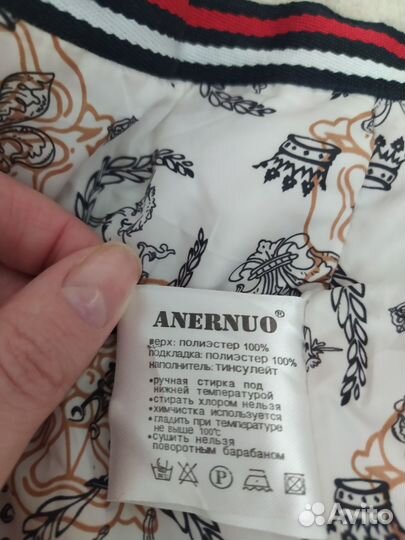 ANERNUO®
верх: полиэстер 100%
подкладка: полиэстер 100%
наполнитель: тинсулейт
•ручная стирка под
нижней температурой
•стирать хлором нельзя
•химчистка используется
•гладить при температуре
не выше 100℃
•сушить нельзя
поворотным барабаном
P
Avito